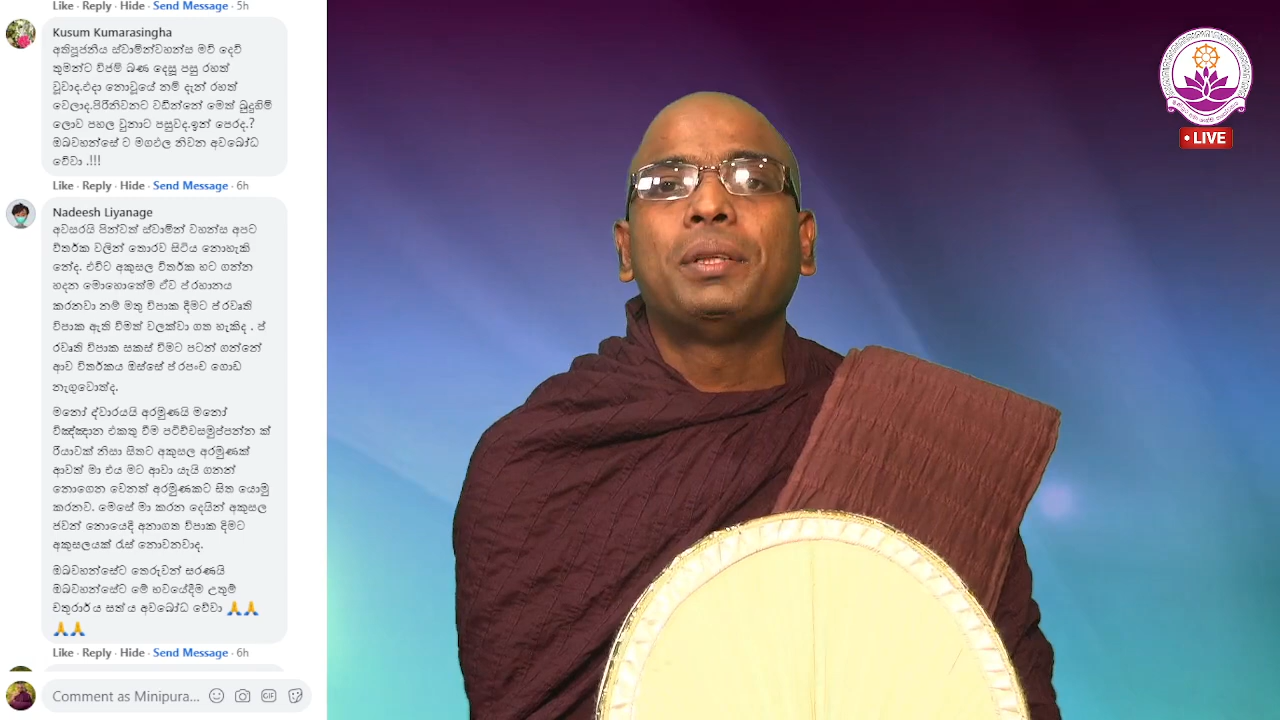 Like · Reply · Hide · Send Message · 5h
Kusum Kumarasingha
අතිපූජනිය ස්වාමින්වහන්ස මව් දෙවි
තුමන්ට විජම් බණ දෙසූ පසු රහත්
වූවාද.එදා නොවූයේ නම් දැන් රහත්
වෙලාද.පිරිනිවනට වඩින්නේ මෙත් බුදුහිමි
ලොව පහල වුනාට පසුවද.ඉන් පෙරද.?
ඔබවහන්සේ ට මගඵල නිවන අවබෝධ
වේවා .!!!
Like · Reply · Hide · Send Message · 6h
Nadeesh Liyanage
අවසරයි පින්වත් ස්වාමින් වහන්ස අපට
විතර්ක වලින් තොරව සිටිය නොහැකි
නේද. එවිට අකුසල විතර්ක හට ගන්න
හදන මොහොතේම ඒව ප්රහානය
කරනවා නම් මතු විපාක දීමට ප්රවෘති
විපාක ඇති වීමත් වලක්වා ගත හැකිද . ප්
රවෘති විපාක සකස් වීමට පටන් ගන්නේ
ආව විතර්කය ඔස්සේ ප්රපංච ගොඩ
නැගුවොත්ද.
මනෝ ද්වාරයයි අරමුණයි මනෝ
විඤ්ඤාන එකතු වීම පටිච්චසමුප්පන්න ක්
රියාවක් නිසා සිතට අකුසල අරමුණක්
ආවත් මා එය මට ආවා යැයි ගනන්
නොගෙන වෙනත් අරමුණකට සිත යොමු
කරනව. මෙසේ මා කරන දෙයින් අකුසල
ජවන් නොයෙදී අනාගත විපාක දීමට
අකුසලයක් රැස් නොවනවාද.
ඔබවහන්සේට තෙරුවන් සරණයි
ඔබවහන්සේට මේ භවයේදීම උතුම්
චතුරාර්ය සත්ය අවබෝධ වේවා 🙏🙏
🙏🙏
Like · Reply · Hide · Send Message · 6h
Comment as Minipura...
GIF
• LIVE